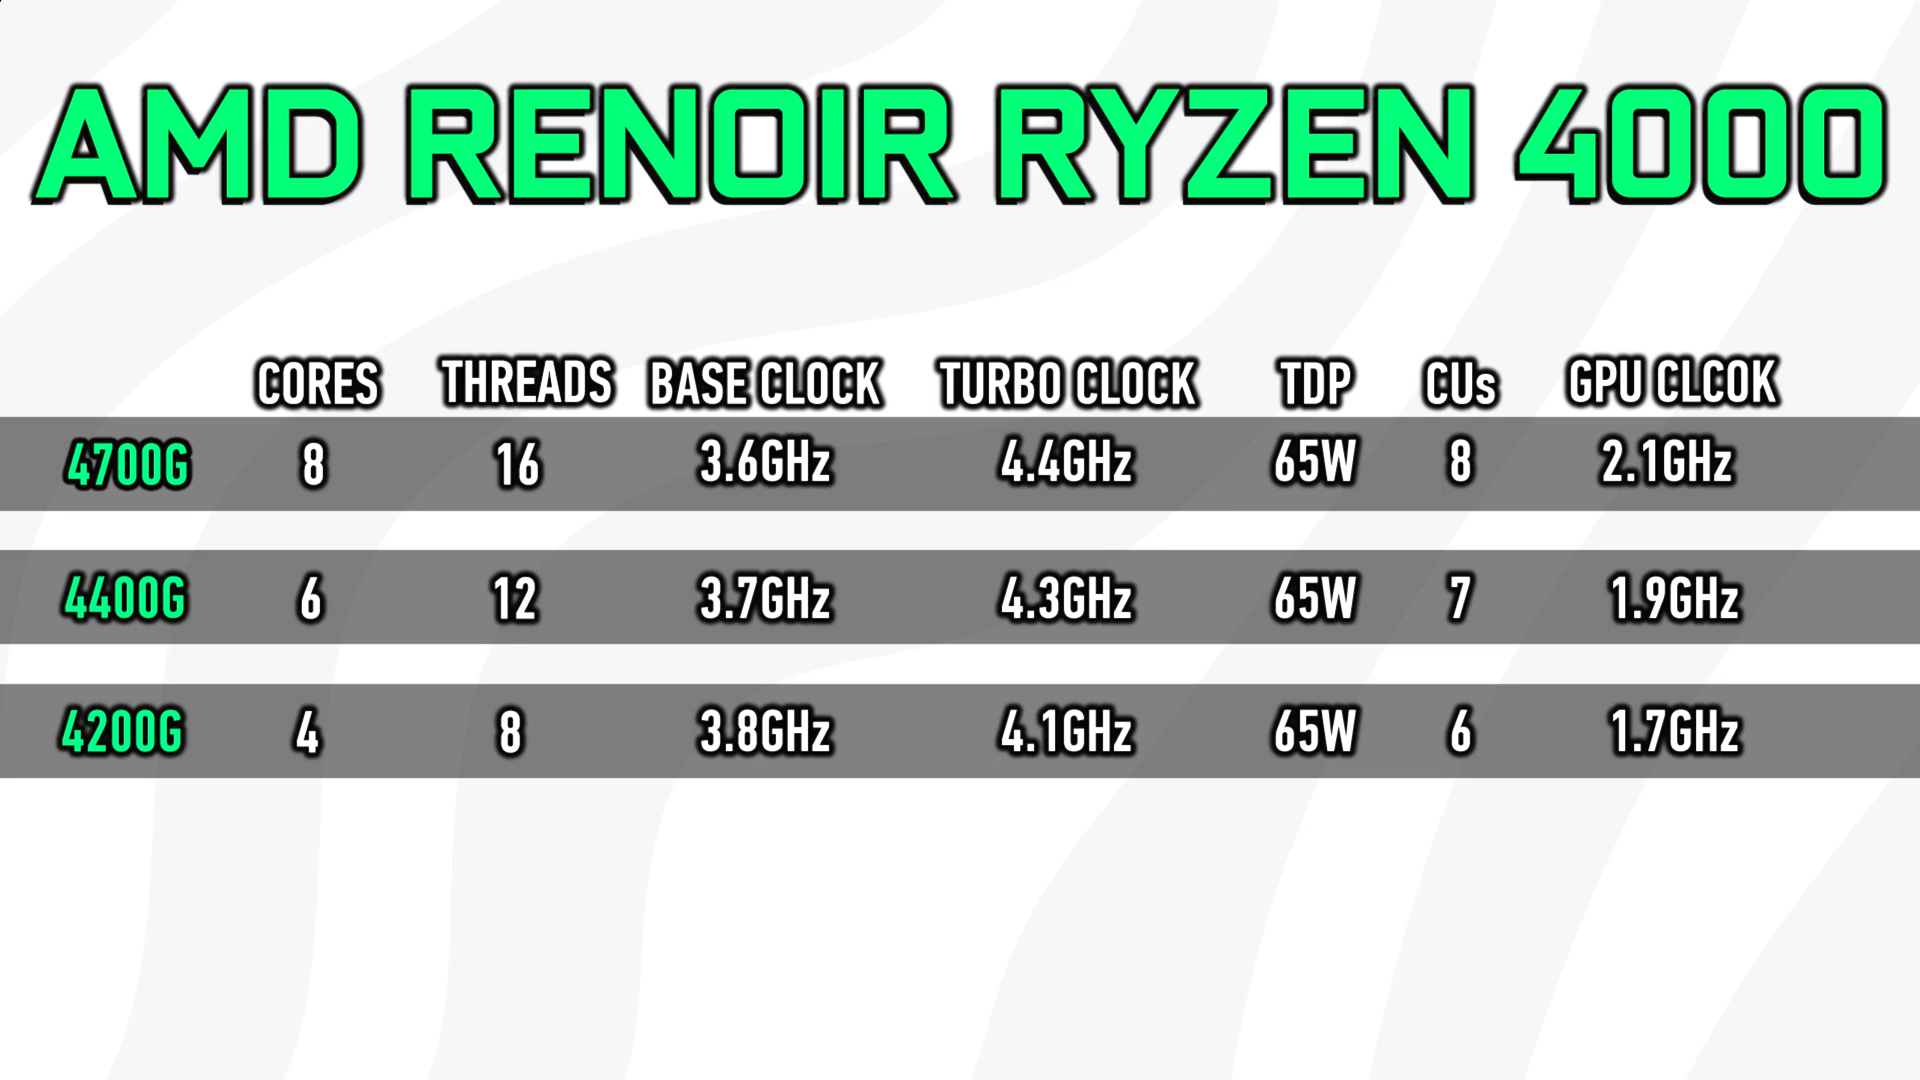 AMD RENOIR RYZEN 4000
CORES THREADS BASE CLOCK TURBO CLOCK TDP CUs GPU CLCOK
4700G 8 16 3.6GHz 4.4GHz 65W 8 2.1GHz
4400G 6 12 3.7GHz 4.3GHz 65W 7 1.9GHz
4200G 4 8 3.8GHz 4.1GHz 65W 6 1.7GHz